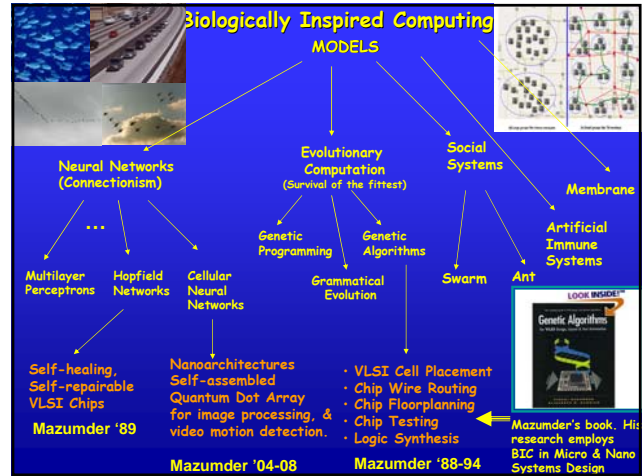 Biologically Inspired Computing
MODELS
Neural Networks
(Connectionism)
Evolutionary
Computation
(Survival of the fittest)
Social
Systems
Membrane
Artificial
Immune
Systems
...
Genetic
Programming
Genetic
Algorithms
Grammatical
Evolution
Swarm
Ant
Multilayer
Perceptrons
Hopfield
Networks
Cellular
Neural
Networks
LOOK INSIDE!™
Genetic Algorithms
Self-healing,
Self-repairable
VLSI Chips
Mazumder ‘89
Nanoarchitectures
Self-assembled
Quantum Dot Array
for image processing, &
video motion detection.
Mazumder ’04-08
• VLSI Cell Placement
• Chip Wire Routing
• Chip Floorplanning
• Chip Testing
• Logic Synthesis
Mazumder ’88-94
Mazumder's book. His
research employs
BIC in Micro & Nano
Systems Design